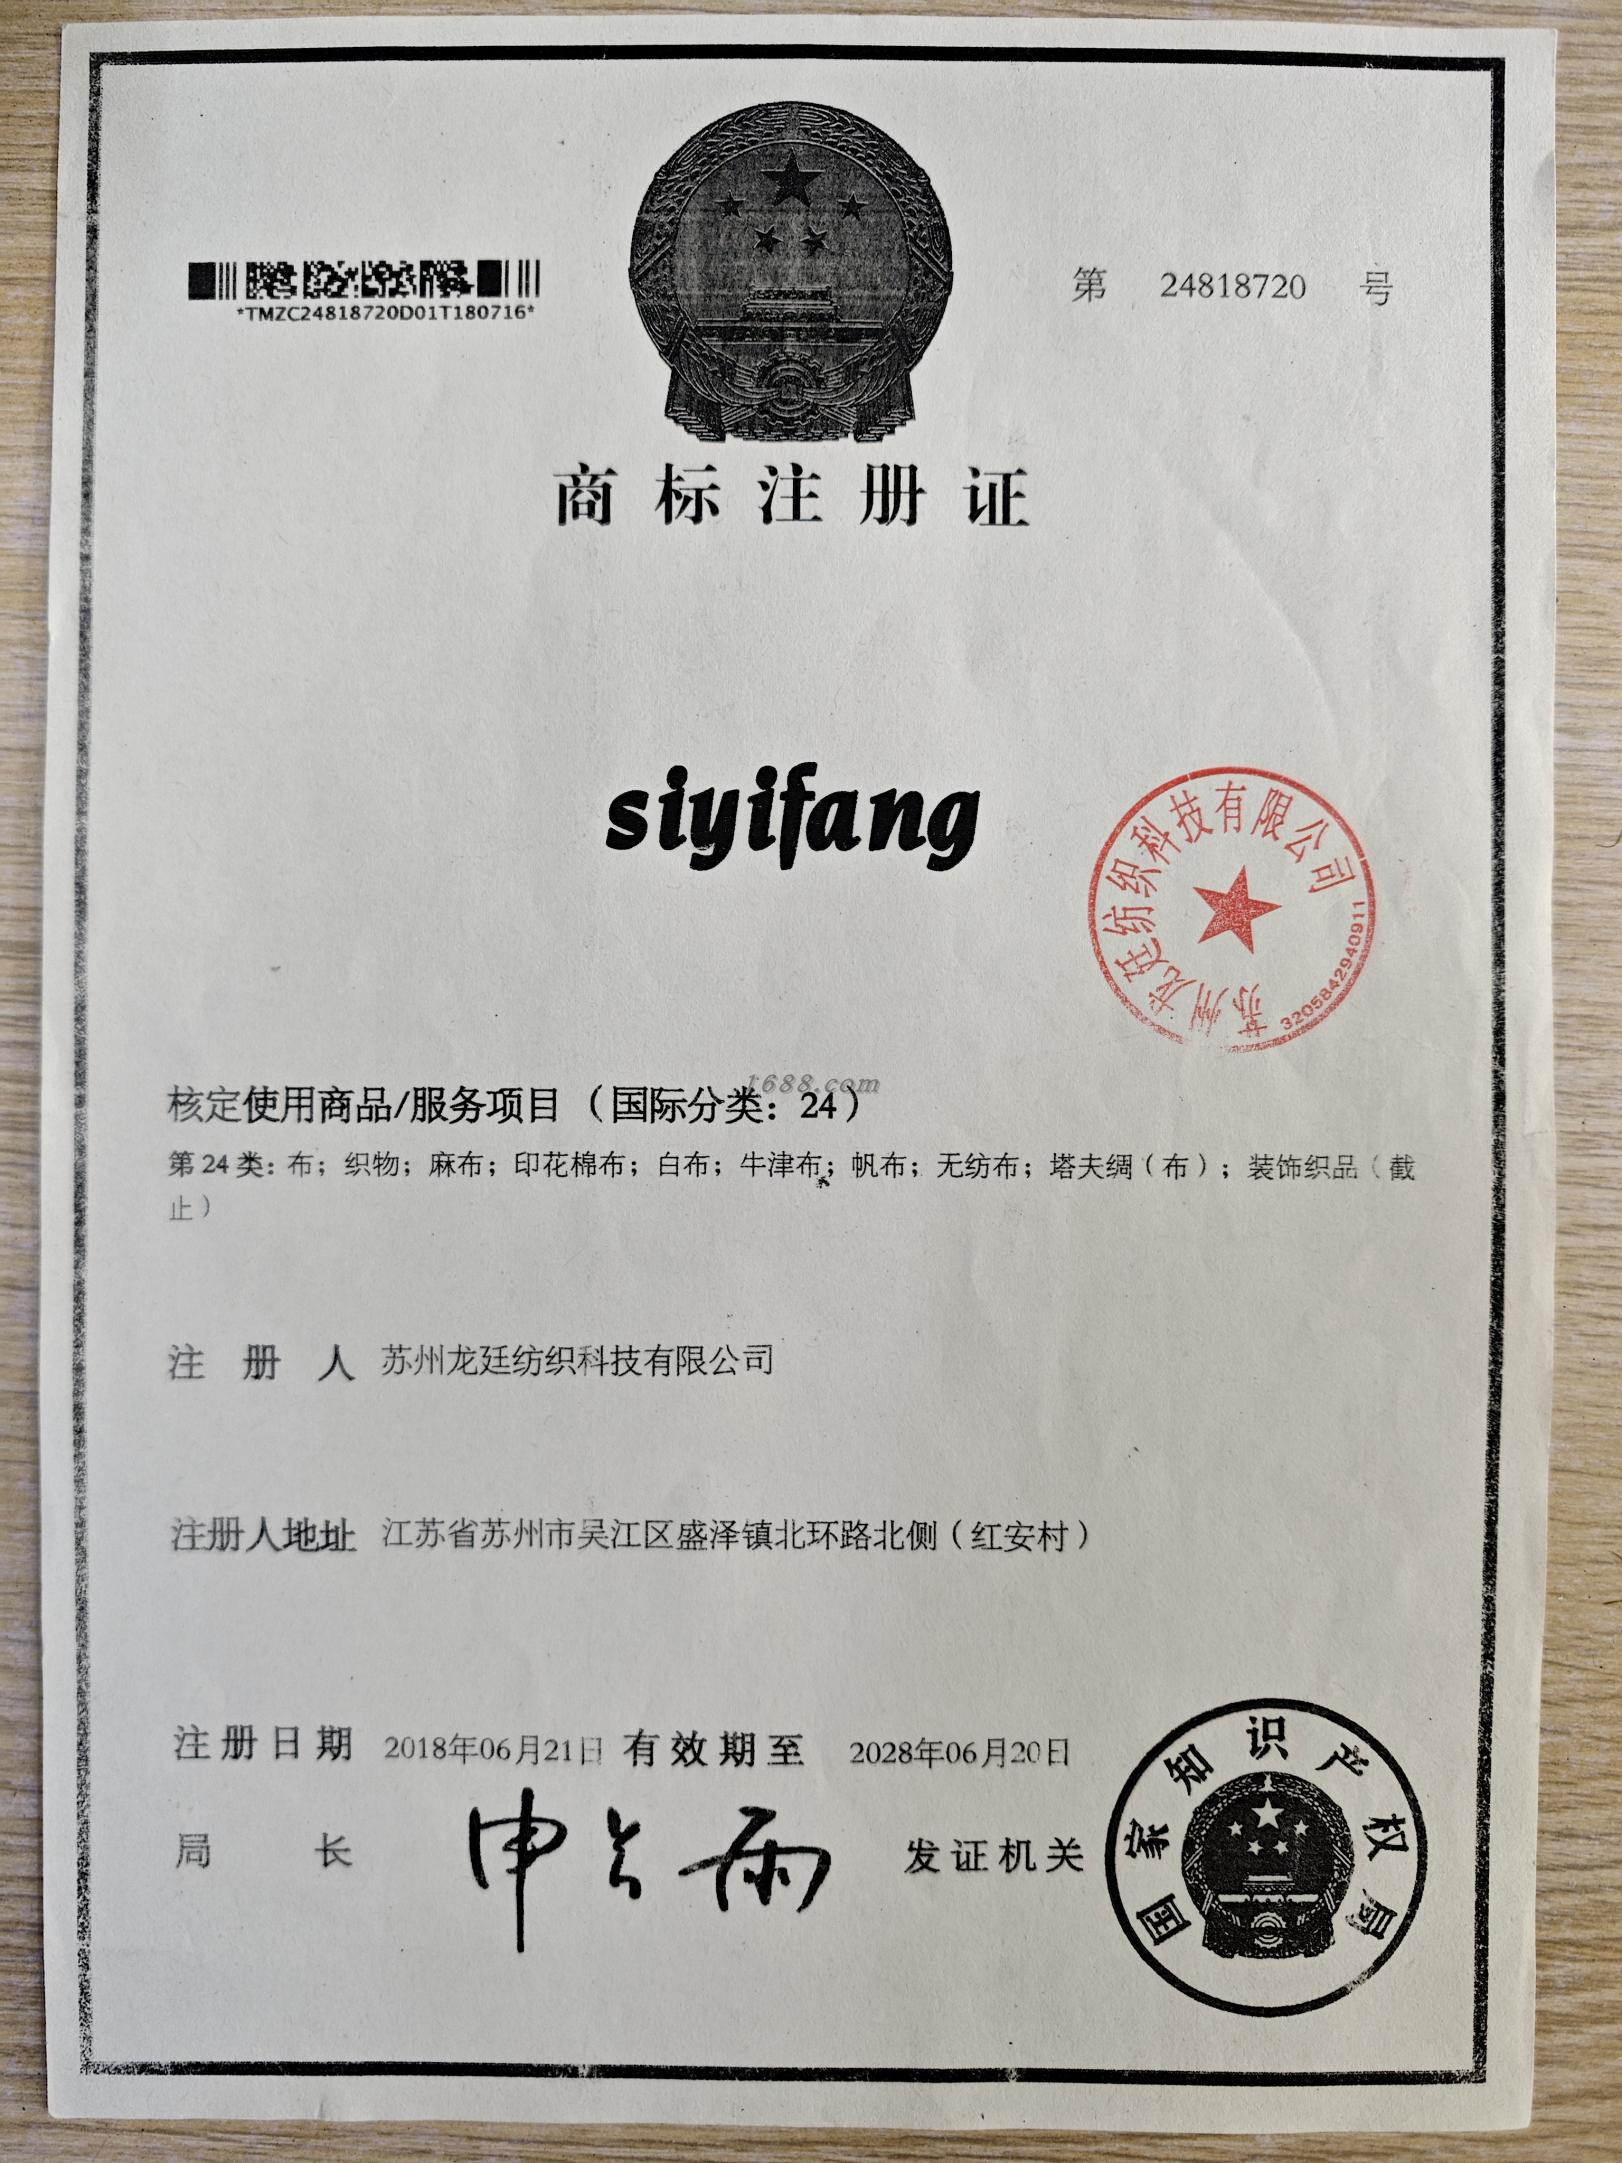 *TMZC24818720D01T180716*
第 24818720 号
商标注册证
siyifang
苏州龙廷纺织科技有限公司
3205842940911
1688.com
核定使用商品/服务项目（国际分类：24）
第24类：布；织物；麻布；印花棉布；白布；牛津布；帆布；无纺布；塔夫绸（布）；装饰织品（截
止）
注册人 苏州龙廷纺织科技有限公司
注册人地址 江苏省苏州市吴江区盛泽镇北环路北侧（红安村）
注册日期 2018年06月21日 有效期至 2028年06月20日
局长 申长雨 发证机关
国家知识产权局